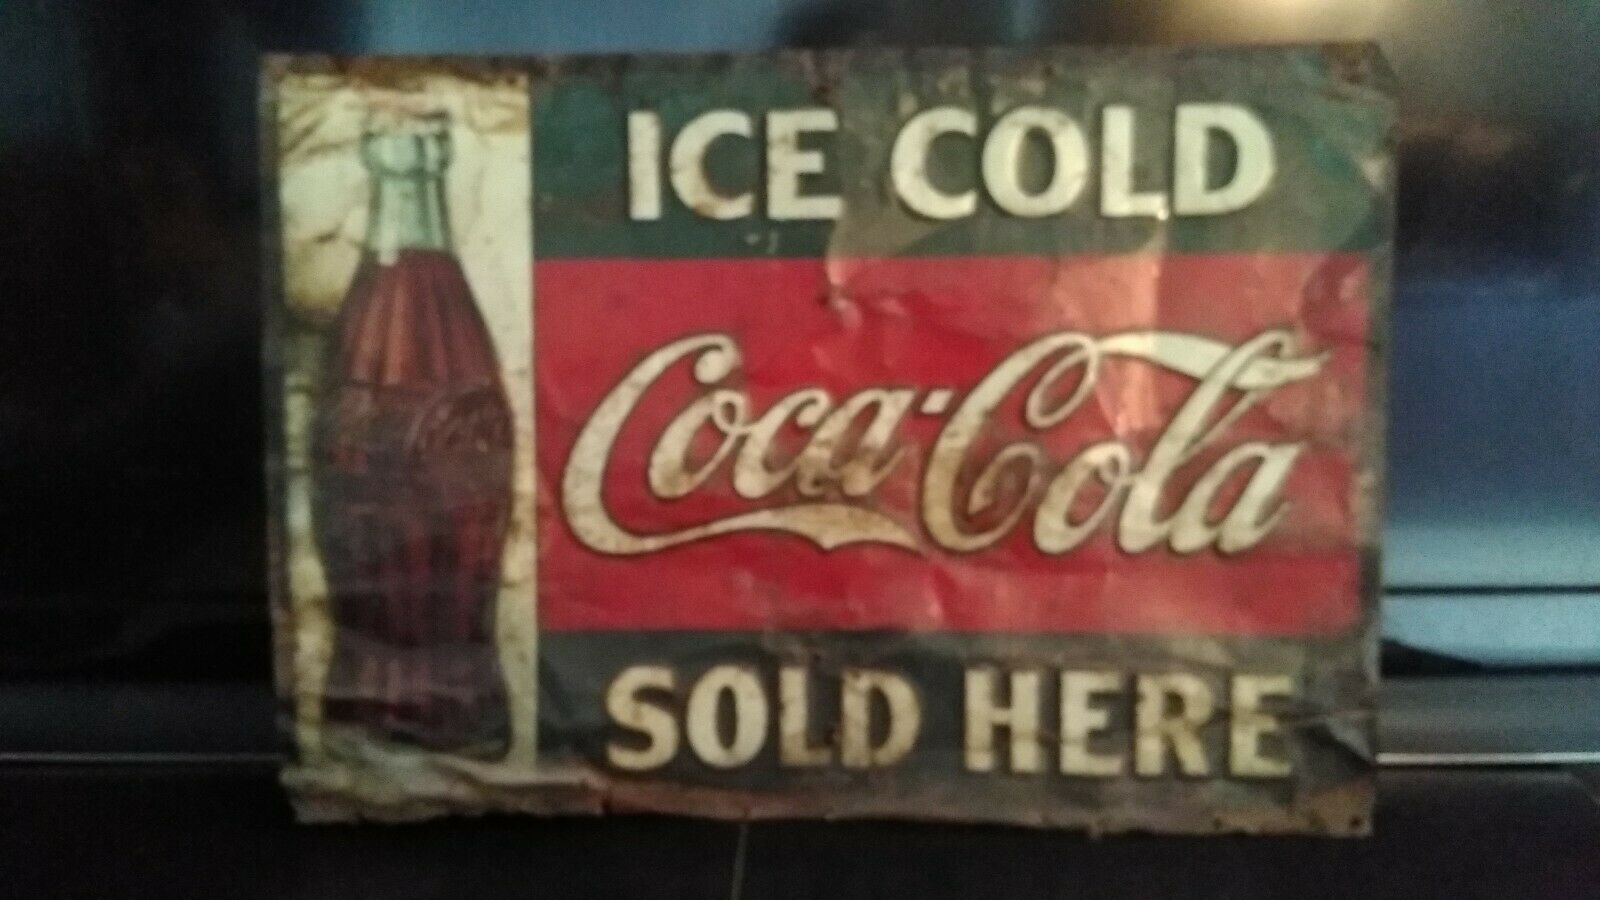 ICE COLD
Coca-Cola
SOLD HERE